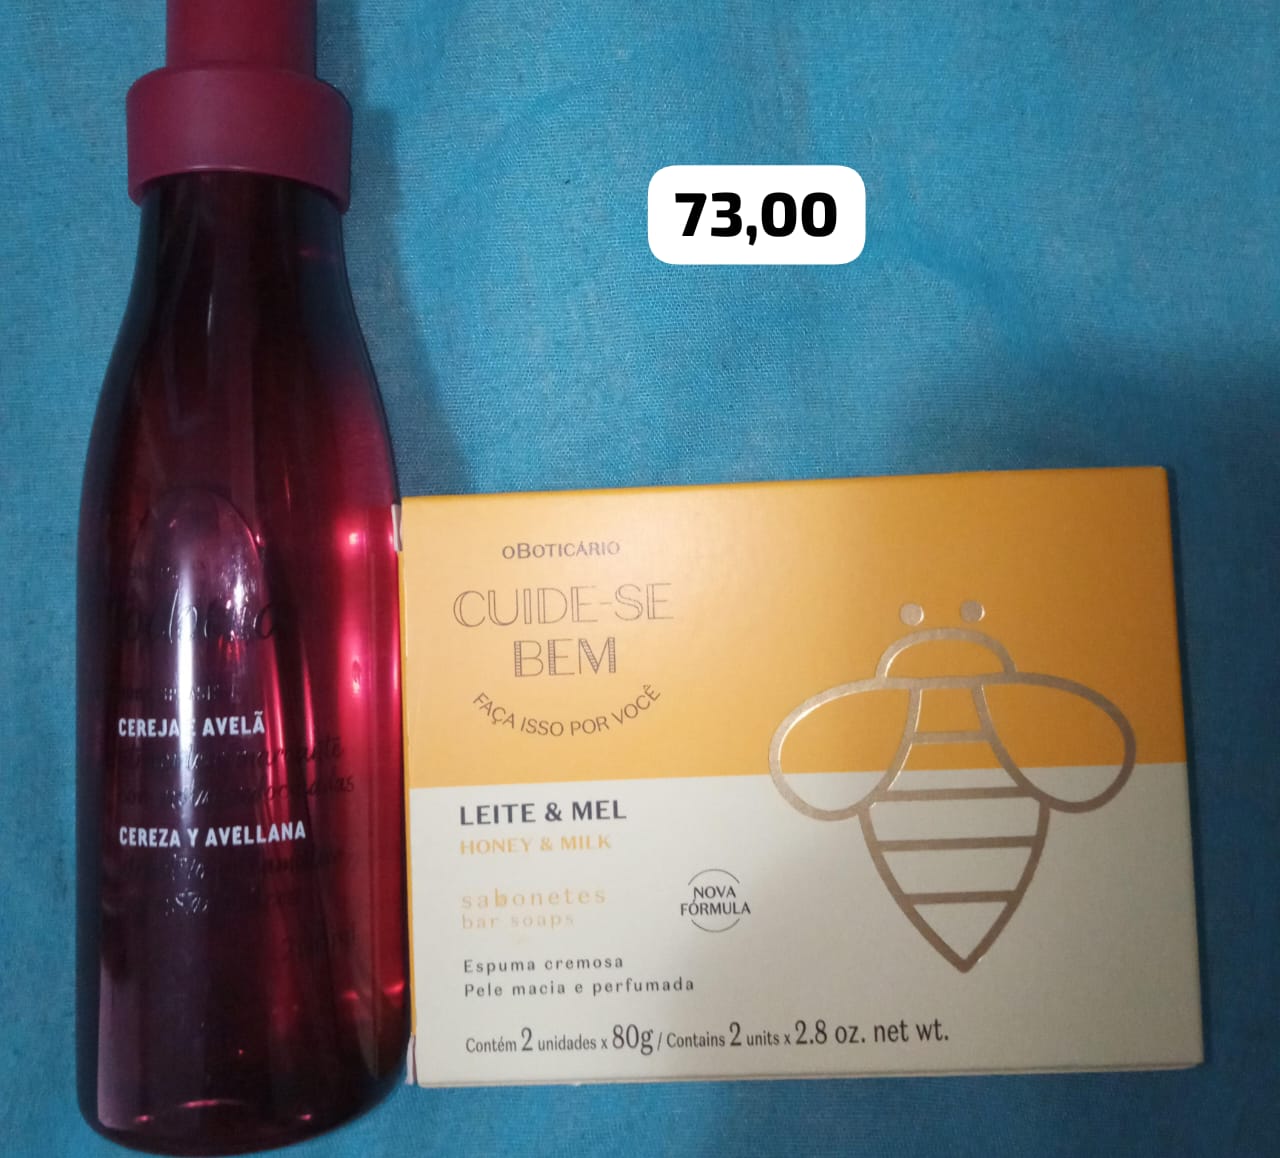 73,00
CEREJA E AVELÃ
CEREZA Y AVELLANA
oBOTICÁRIO
CUIDE-SE
BEM
FAÇA ISSO POR VOCÊ
LEITE & MEL
HONEY & MILK
sabonetes
bar soaps
NOVA
FÓRMULA
Espuma cremosa
Pele macia e perfumada
Contém 2 unidades x 80g / Contains 2 units x 2.8 oz. net wt.